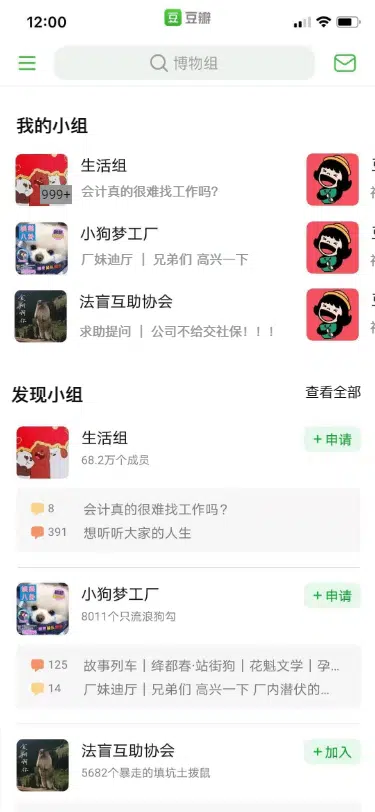 12:00
豆 豆瓣
博物组
我的小组
生活组
999+
会计真的很难找工作吗?
小狗梦工厂
厂妹迪厅 | 兄弟们 高兴一下
法盲互助协会
求助提问 | 公司不给交社保！！！
发现小组
查看全部
生活组
+申请
68.2万个成员
8 会计真的很难找工作吗?
391 想听听大家的人生
小狗梦工厂
+申请
8011个只流浪狗勾
125 故事列车 | 绛都春·站街狗 | 花魁文学 | 孕...
14 厂妹迪厅 | 兄弟们 高兴一下 厂内潜伏的...
法盲互助协会
+加入
5682个暴走的填坑土拨鼠